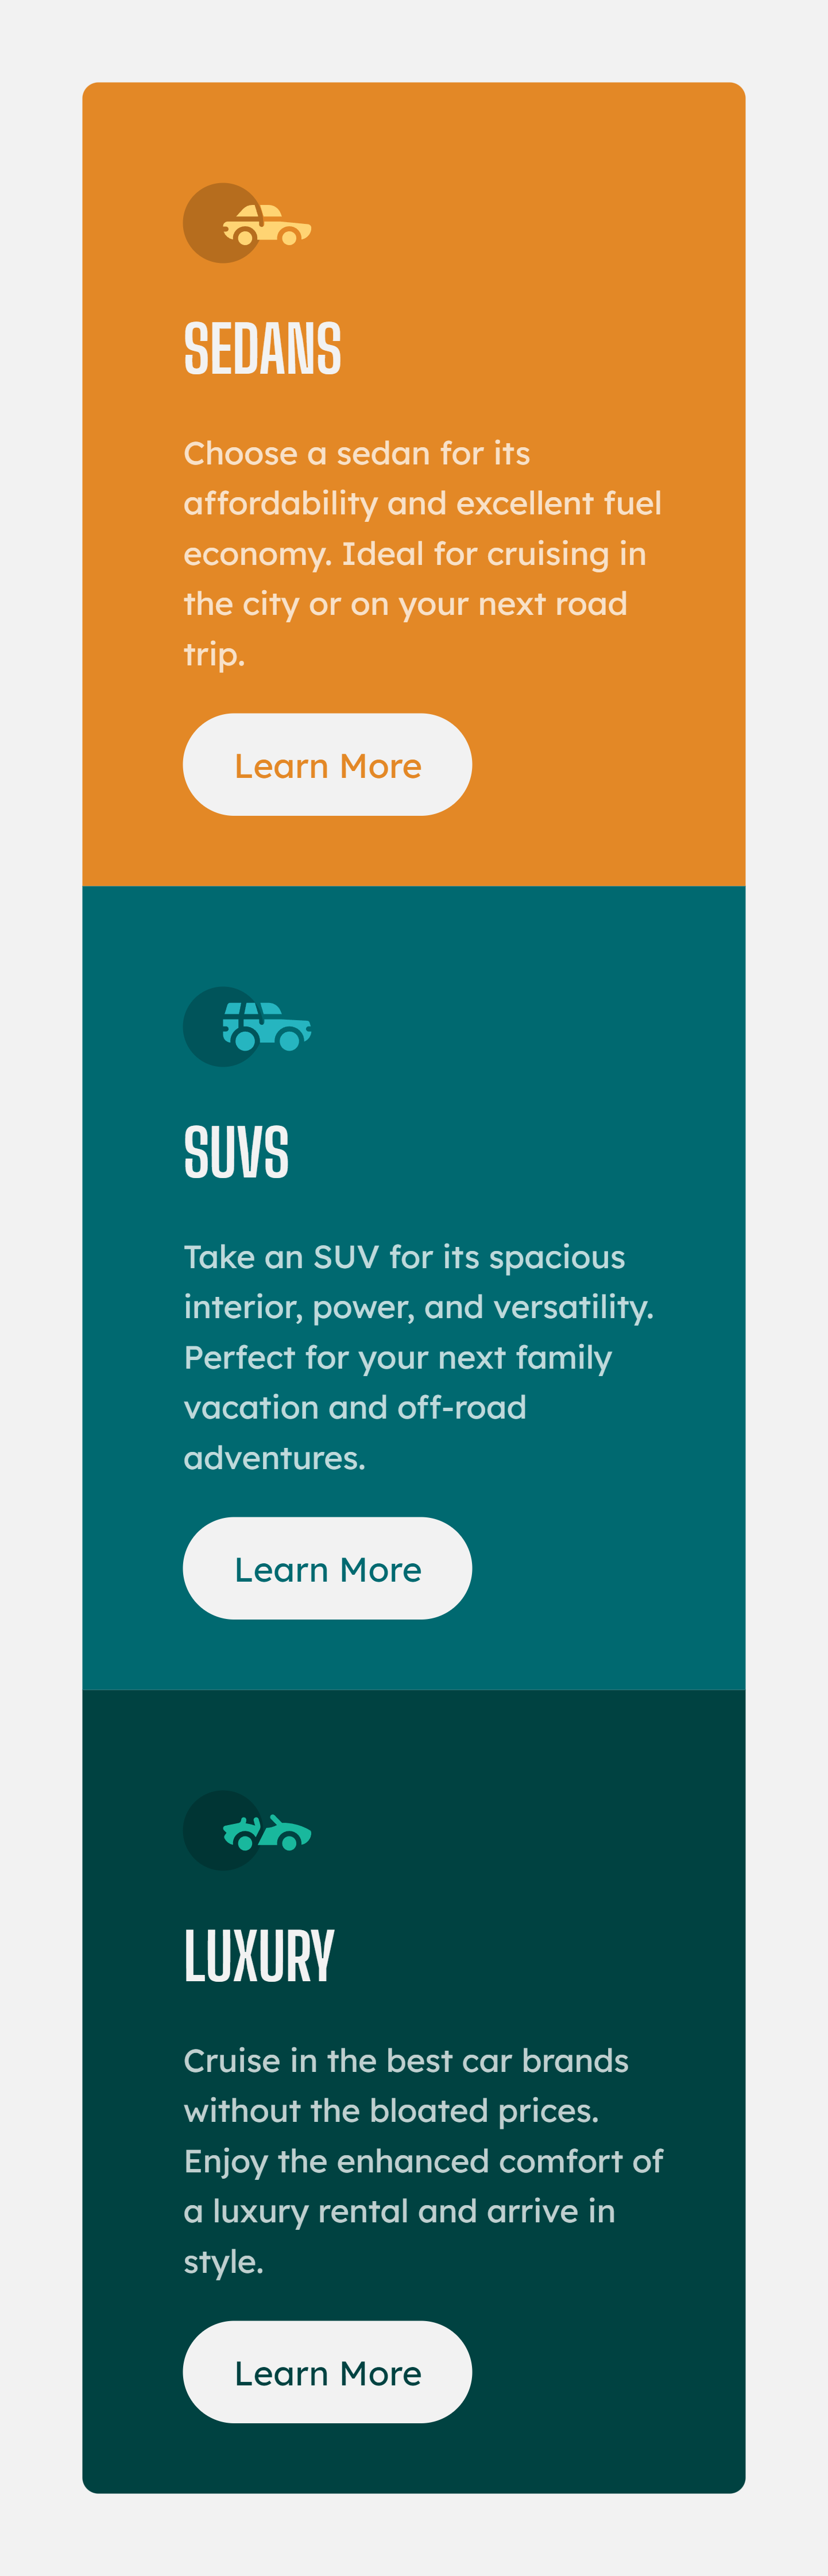 SEDANS
Choose a sedan for its
affordability and excellent fuel
economy. Ideal for cruising in
the city or on your next road
trip.
Learn More
SUVS
Take an SUV for its spacious
interior, power, and versatility.
Perfect for your next family
vacation and off-road
adventures.
Learn More
LUXURY
Cruise in the best car brands
without the bloated prices.
Enjoy the enhanced comfort of
a luxury rental and arrive in
style.
Learn More